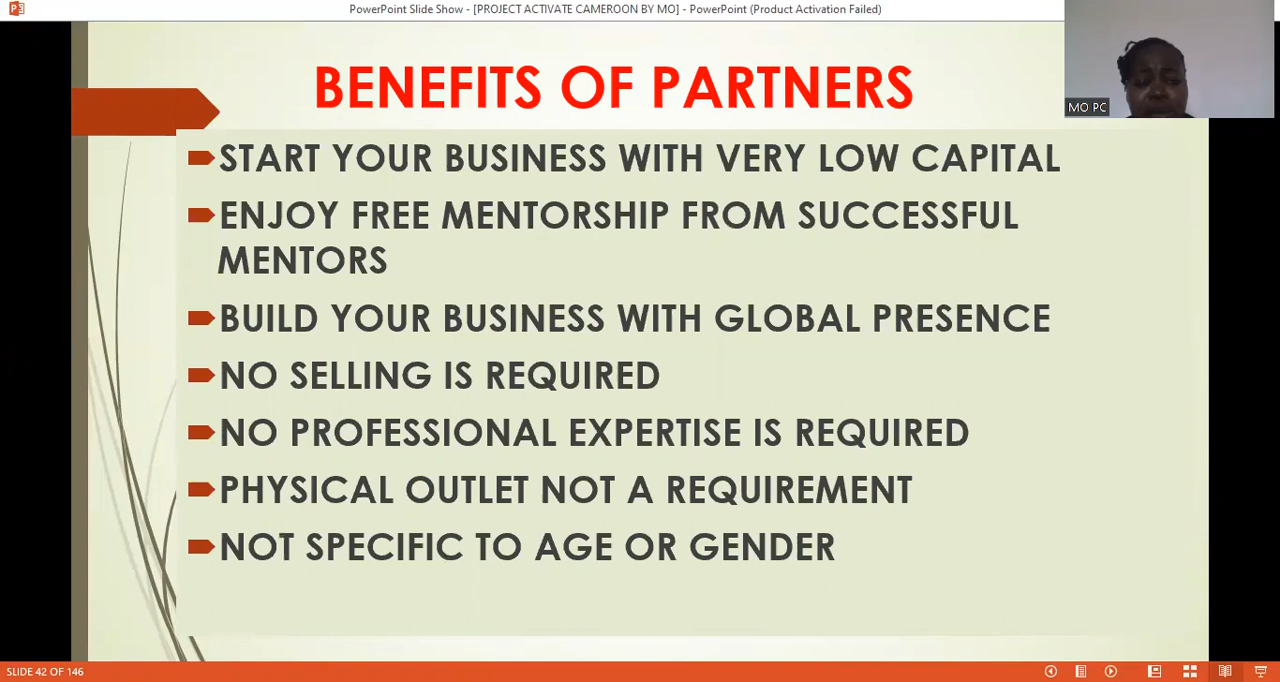 PowerPoint Slide Show - [PROJECT ACTIVATE CAMEROON BY MO] - PowerPoint (Product Activation Failed)
BENEFITS OF PARTNERS
MO PC
START YOUR BUSINESS WITH VERY LOW CAPITAL
ENJOY FREE MENTORSHIP FROM SUCCESSFUL
MENTORS
BUILD YOUR BUSINESS WITH GLOBAL PRESENCE
NO SELLING IS REQUIRED
NO PROFESSIONAL EXPERTISE IS REQUIRED
PHYSICAL OUTLET NOT A REQUIREMENT
NOT SPECIFIC TO AGE OR GENDER
SLIDE 42 OF 146